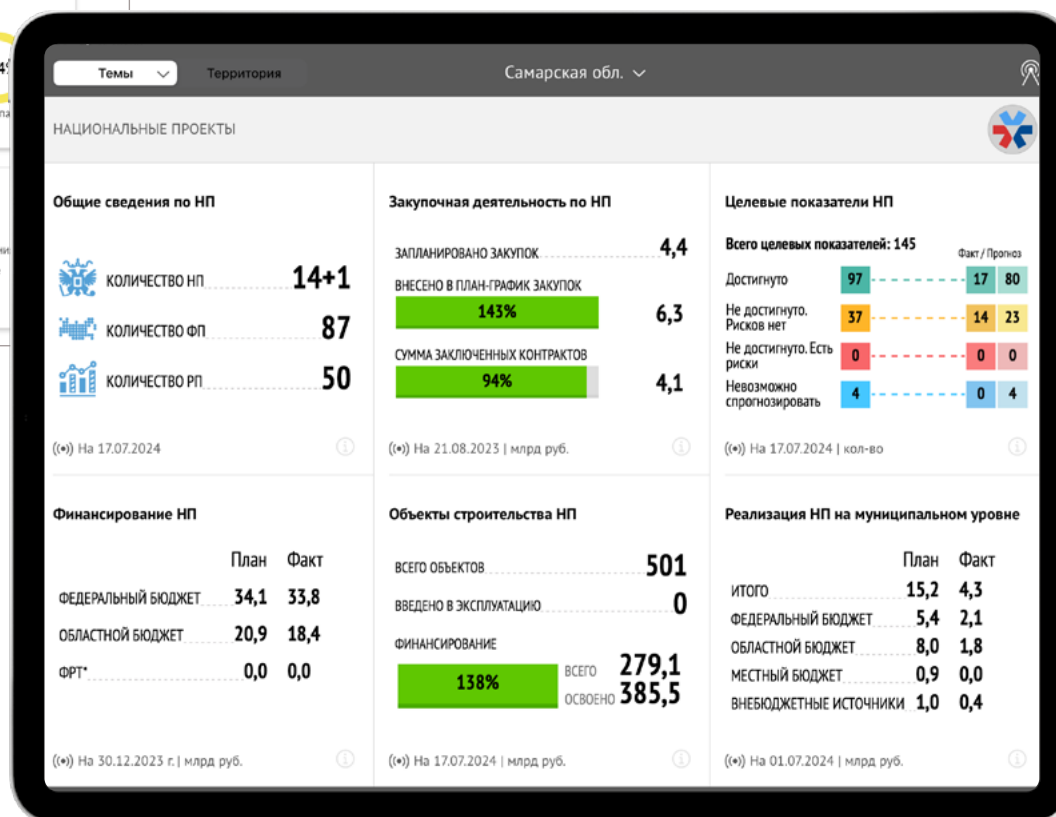 Темы
Территория
Самарская обл.
НАЦИОНАЛЬНЫЕ ПРОЕКТЫ
Общие сведения по НП
КОЛИЧЕСТВО НП 14+1
КОЛИЧЕСТВО ФП 87
КОЛИЧЕСТВО РП 50
((•)) На 17.07.2024
Закупочная деятельность по НП
ЗАПЛАНИРОВАНО ЗАКУПОК 4,4
ВНЕСЕНО В ПЛАН-ГРАФИК ЗАКУПОК
143% 6,3
СУММА ЗАКЛЮЧЕННЫХ КОНТРАКТОВ
94% 4,1
((•)) На 21.08.2023 | млрд руб.
Целевые показатели НП
Всего целевых показателей: 145
Факт / Прогноз
Достигнуто 97 17 80
Не достигнуто.
Рисков нет 37 14 23
Не достигнуто. Есть
риски 0 0 0
Невозможно
спрогнозировать 4 0 4
((•)) На 17.07.2024 | кол-во
Финансирование НП
План Факт
ФЕДЕРАЛЬНЫЙ БЮДЖЕТ 34,1 33,8
ОБЛАСТНОЙ БЮДЖЕТ 20,9 18,4
ФРТ* 0,0 0,0
((•)) На 30.12.2023 г. | млрд руб.
Объекты строительства НП
ВСЕГО ОБЪЕКТОВ 501
ВВЕДЕНО В ЭКСПЛУАТАЦИЮ 0
ФИНАНСИРОВАНИЕ
138%
ВСЕГО 279,1
ОСВОЕНО 385,5
((•)) На 17.07.2024 | млрд руб.
Реализация НП на муниципальном уровне
План Факт
ИТОГО 15,2 4,3
ФЕДЕРАЛЬНЫЙ БЮДЖЕТ 5,4 2,1
ОБЛАСТНОЙ БЮДЖЕТ 8,0 1,8
МЕСТНЫЙ БЮДЖЕТ 0,9 0,0
ВНЕБЮДЖЕТНЫЕ ИСТОЧНИКИ 1,0 0,4
((•)) На 01.07.2024 | млрд руб.